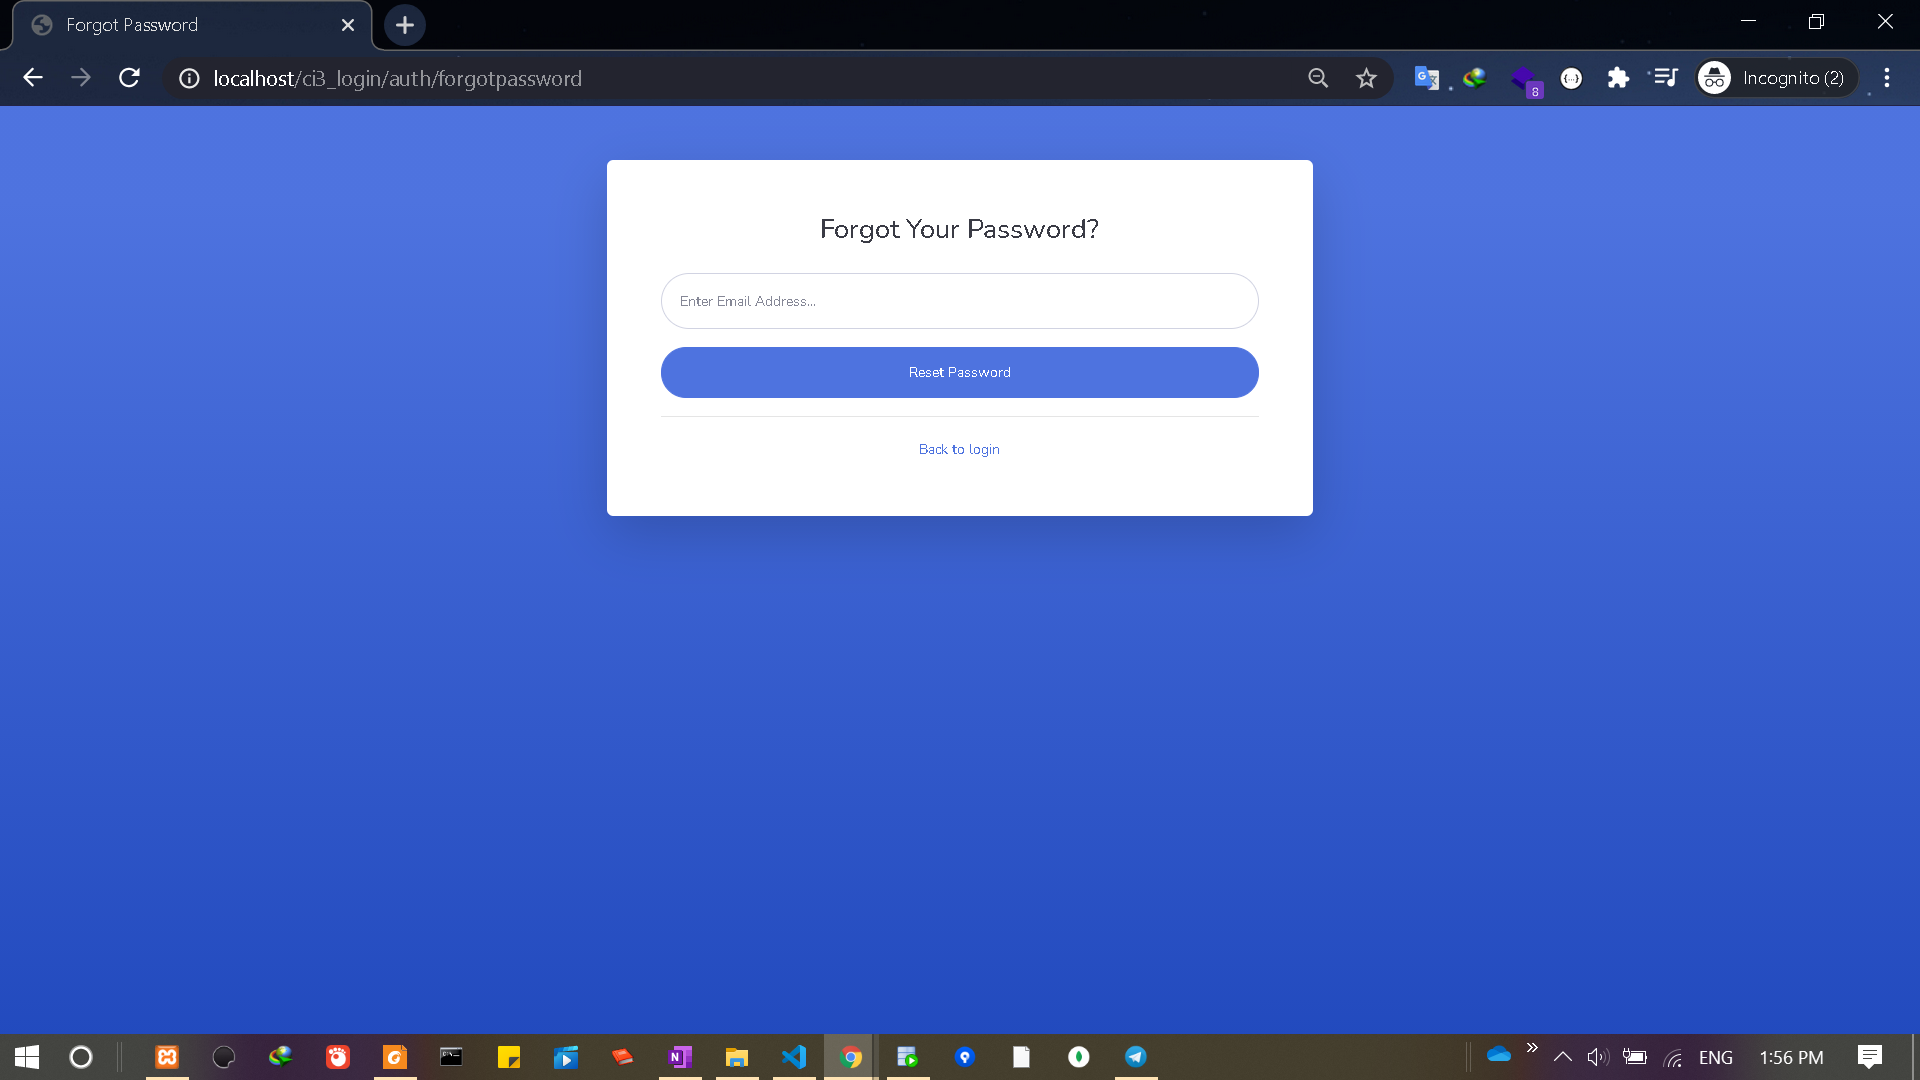 Forgot Password
localhost/ci3_login/auth/forgotpassword
8
Incognito (2)
Forgot Your Password?
Enter Email Address...
Reset Password
Back to login
ENG
1:56 PM